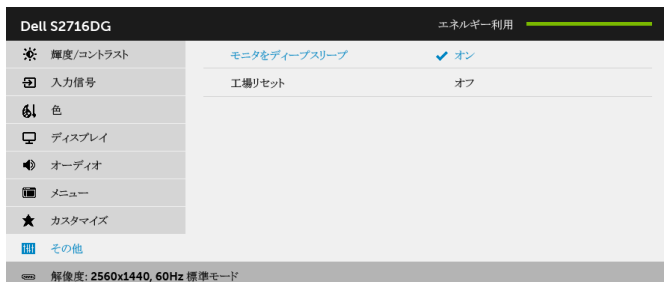 Dell S2716DG エネルギー利用
輝度/コントラスト モニタをディープスリープ オン
入力信号 工場リセット オフ
色
ディスプレイ
オーディオ
メニュー
カスタマイズ
その他
解像度: 2560x1440, 60Hz 標準モード